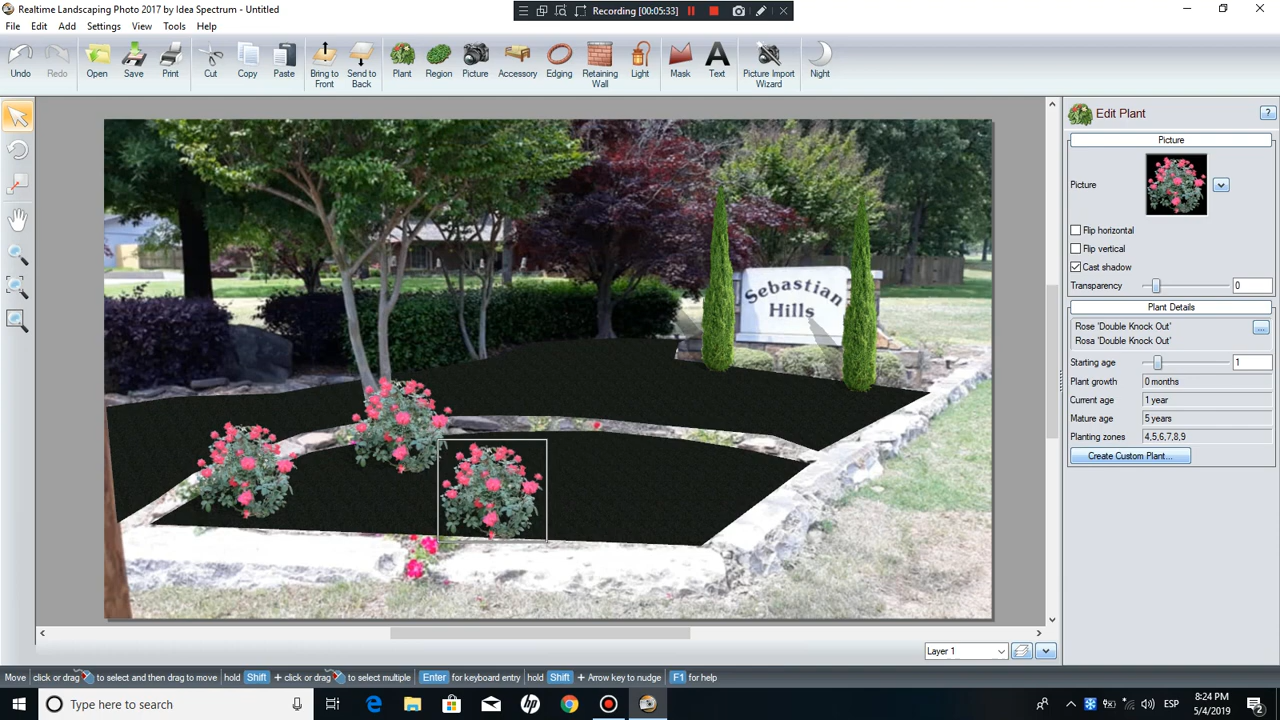 Realtime Landscaping Photo 2017 by Idea Spectrum - Untitled
Recording [00:05:33]
File Edit Add Settings View Tools Help
Undo Redo Open Save Print Cut Copy Paste Bring to Front Send to Back Plant Region Picture Accessory Edging Retaining Wall Light Mask Text Picture Import Wizard Night
Edit Plant ?
Picture
Picture
Flip horizontal
Flip vertical
Cast shadow
Transparency 0
Plant Details
Rose 'Double Knock Out' ...
Rosa 'Double Knock Out'
Starting age 1
Plant growth 0 months
Current age 1 year
Mature age 5 years
Planting zones 4,5,6,7,8,9
Create Custom Plant...
Sebastian
Hills
Layer 1
Move click or drag to select and then drag to move hold Shift + click or drag to select multiple Enter for keyboard entry hold Shift + Arrow key to nudge F1 for help
Type here to search
ESP
8:24 PM
5/4/2019
2